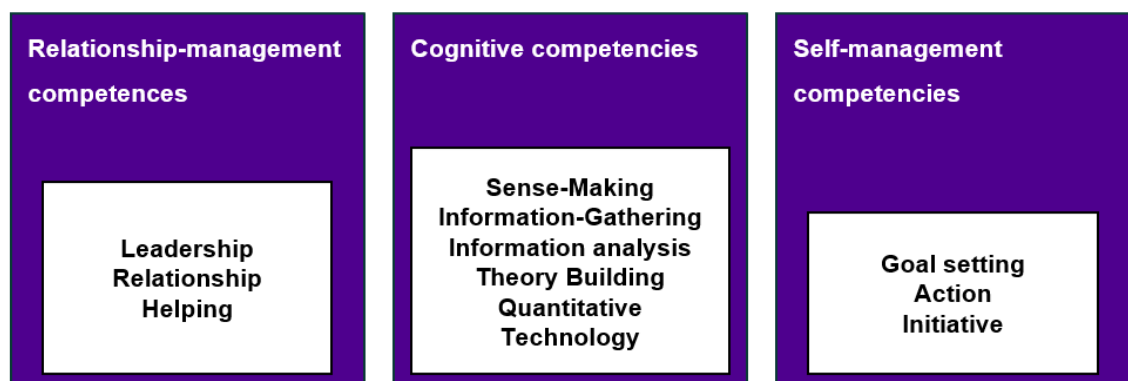 Relationship-management
competences
Leadership
Relationship
Helping
Cognitive competencies
Sense-Making
Information-Gathering
Information analysis
Theory Building
Quantitative
Technology
Self-management
competencies
Goal setting
Action
Initiative